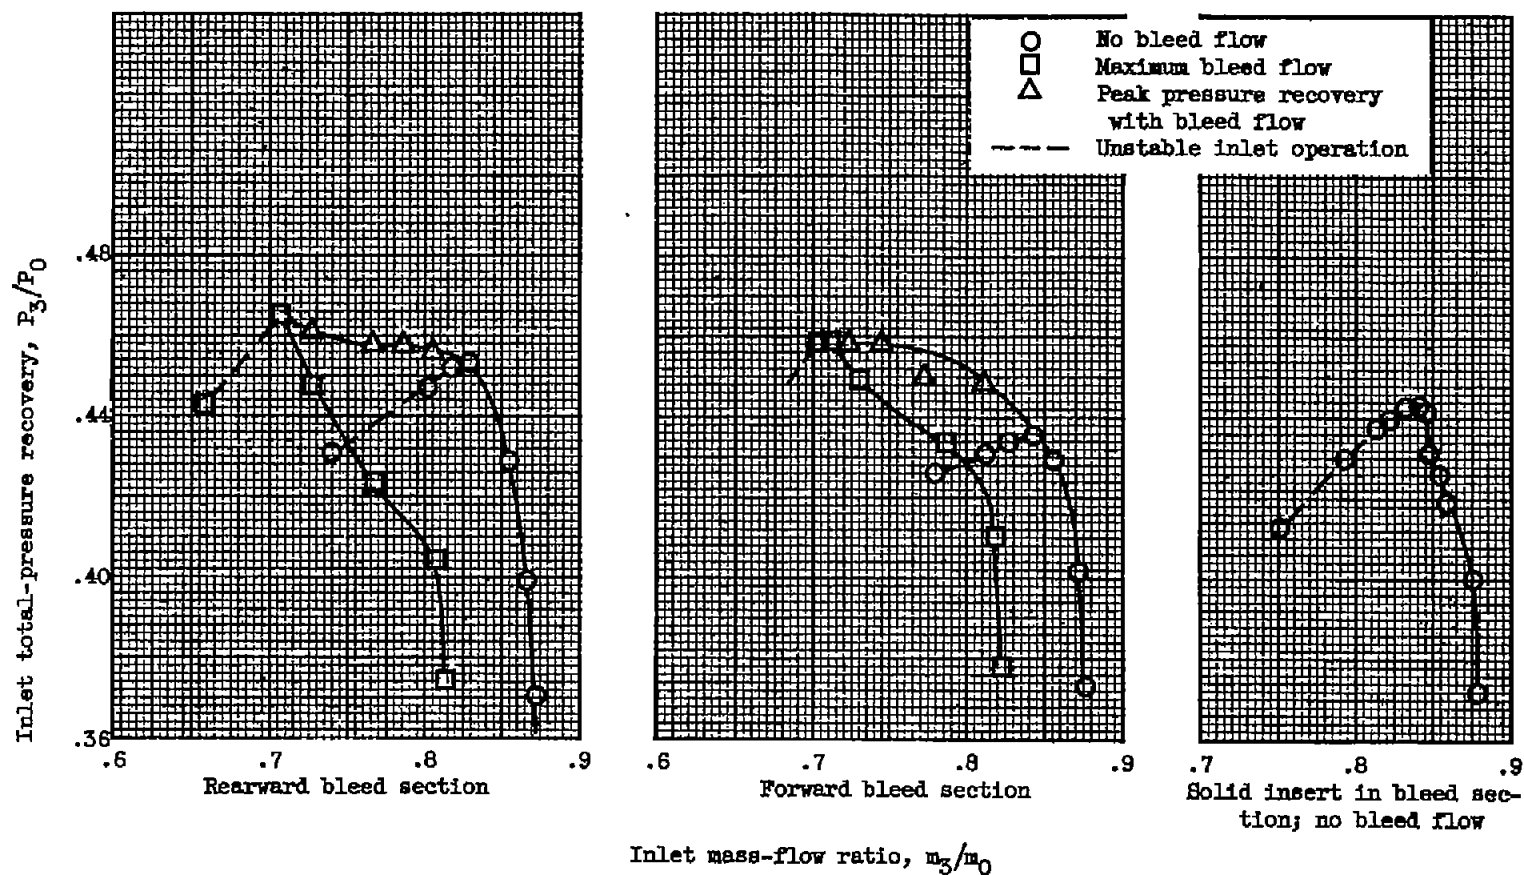 No bleed flow
Maximum bleed flow
Peak pressure recovery
with bleed flow
Unstable inlet operation
Inlet total-pressure recovery, P3/P0
.48
.44
.40
.36
.6 .7 .8 .9
Rearward bleed section
.6 .7 .8 .9
Forward bleed section
.7 .8 .9
Solid insert in bleed sec-
tion; no bleed flow
Inlet mass-flow ratio, m3/m0